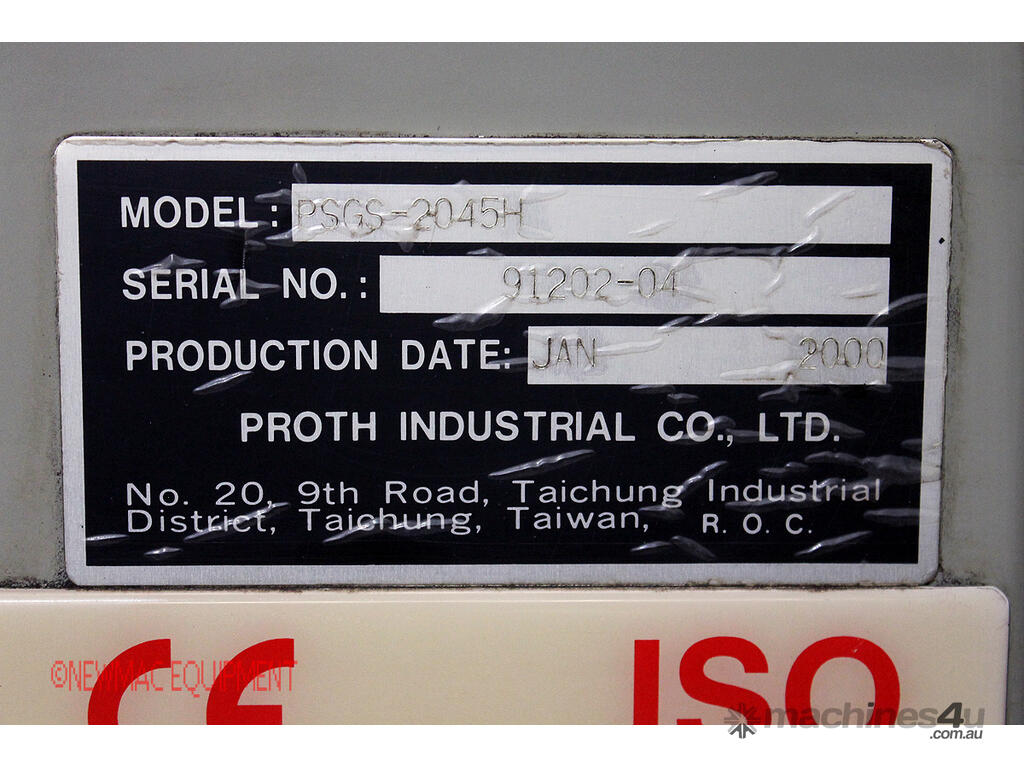 MODEL: PSGS-2045H
SERIAL NO.: 91202-04
PRODUCTION DATE: JAN 2000
PROTH INDUSTRIAL CO., LTD.
No. 20, 9th Road, Taichung Industrial
District, Taichung, Taiwan, R. O. C.
CE ISO
©NEWMAC EQUIPMENT
machines4u
.com.au